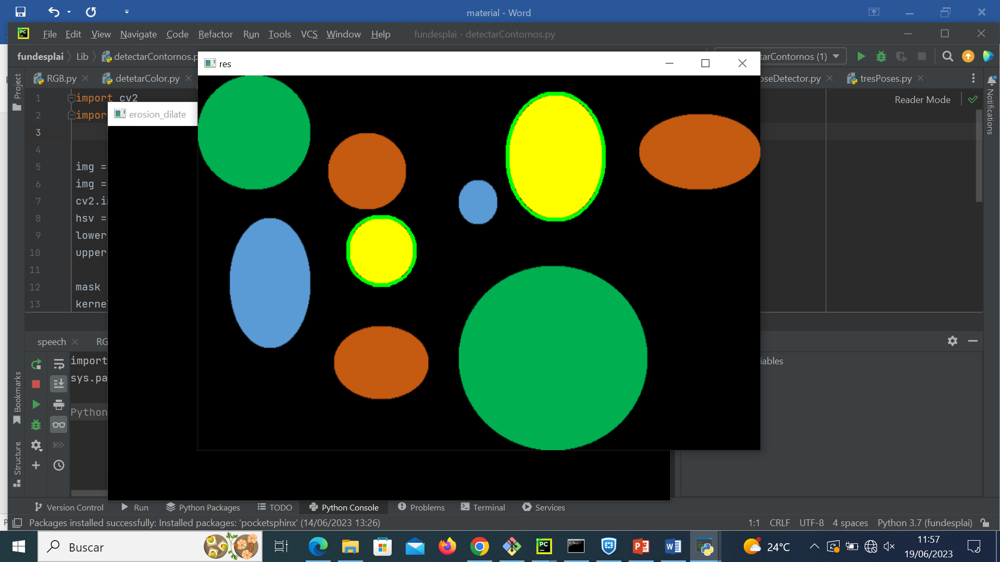 material - Word
PC
File Edit View Navigate Code Refactor Run Tools VCS Window Help fundesplai - detectarContornos.py
fundesplai Lib detectarContornos.p
tarContornos (1)
res
RGB.py detetarColor.py
oseDetector.py tresPoses.py
Project
Notifications
Reader Mode
erosion_dilate
1 import cv2
2 impor
3
4
5 img =
6 img =
7 cv2.i
8 hsv =
9 lower
10 upper
11
12 mask
13 kerne
speech RG
import
sys.pa
Python
iables
Bookmarks
Structure
Version Control Run Python Packages TODO Python Console Problems Terminal Services
Packages installed successfully: Installed packages: 'pocketsphinx' (14/06/2023 13:26)
1:1 CRLF UTF-8 4 spaces Python 3.7 (fundesplai)
Buscar
PC
24°C
11:57
19/06/2023